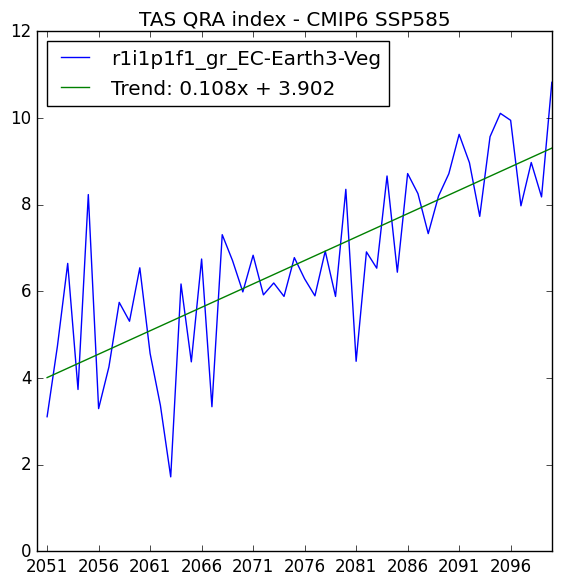 TAS QRA index - CMIP6 SSP585
r1i1p1f1_gr_EC-Earth3-Veg
Trend: 0.108x + 3.902
12
10
8
6
4
2
0
2051 2056 2061 2066 2071 2076 2081 2086 2091 2096